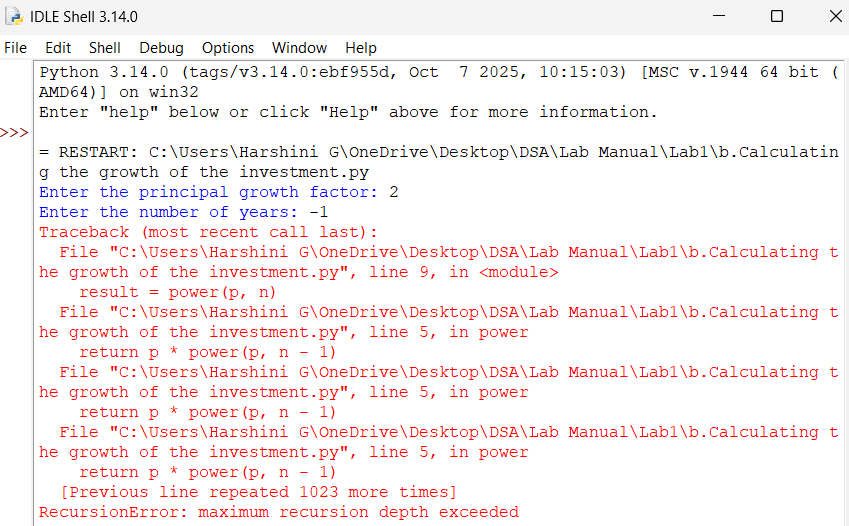 IDLE Shell 3.14.0
File Edit Shell Debug Options Window Help
Python 3.14.0 (tags/v3.14.0:ebf955d, Oct  7 2025, 10:15:03) [MSC v.1944 64 bit (
AMD64)] on win32
Enter "help" below or click "Help" above for more information.
>>>
= RESTART: C:\Users\Harshini G\OneDrive\Desktop\DSA\Lab Manual\Lab1\b.Calculatin
g the growth of the investment.py
Enter the principal growth factor: 2
Enter the number of years: -1
Traceback (most recent call last):
  File "C:\Users\Harshini G\OneDrive\Desktop\DSA\Lab Manual\Lab1\b.Calculating t
he growth of the investment.py", line 9, in <module>
    result = power(p, n)
  File "C:\Users\Harshini G\OneDrive\Desktop\DSA\Lab Manual\Lab1\b.Calculating t
he growth of the investment.py", line 5, in power
    return p * power(p, n - 1)
  File "C:\Users\Harshini G\OneDrive\Desktop\DSA\Lab Manual\Lab1\b.Calculating t
he growth of the investment.py", line 5, in power
    return p * power(p, n - 1)
  File "C:\Users\Harshini G\OneDrive\Desktop\DSA\Lab Manual\Lab1\b.Calculating t
he growth of the investment.py", line 5, in power
    return p * power(p, n - 1)
  [Previous line repeated 1023 more times]
RecursionError: maximum recursion depth exceeded